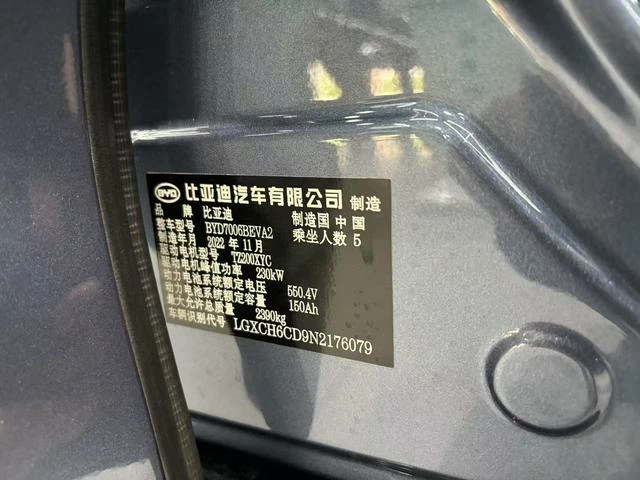 BYD 比亚迪汽车有限公司 制造
品 牌 比亚迪 制造国 中国
整车型号 BYD7006BEVA2 乘坐人数 5
制造年月 2022 年 11 月
驱动电机型号 TZ200XYC
驱动电机峰值功率 230kW
动力电池系统额定电压 550.4V
动力电池系统额定容量 150Ah
最大允许总质量 2390kg
车辆识别代号 LGXCH6CD9N2176079